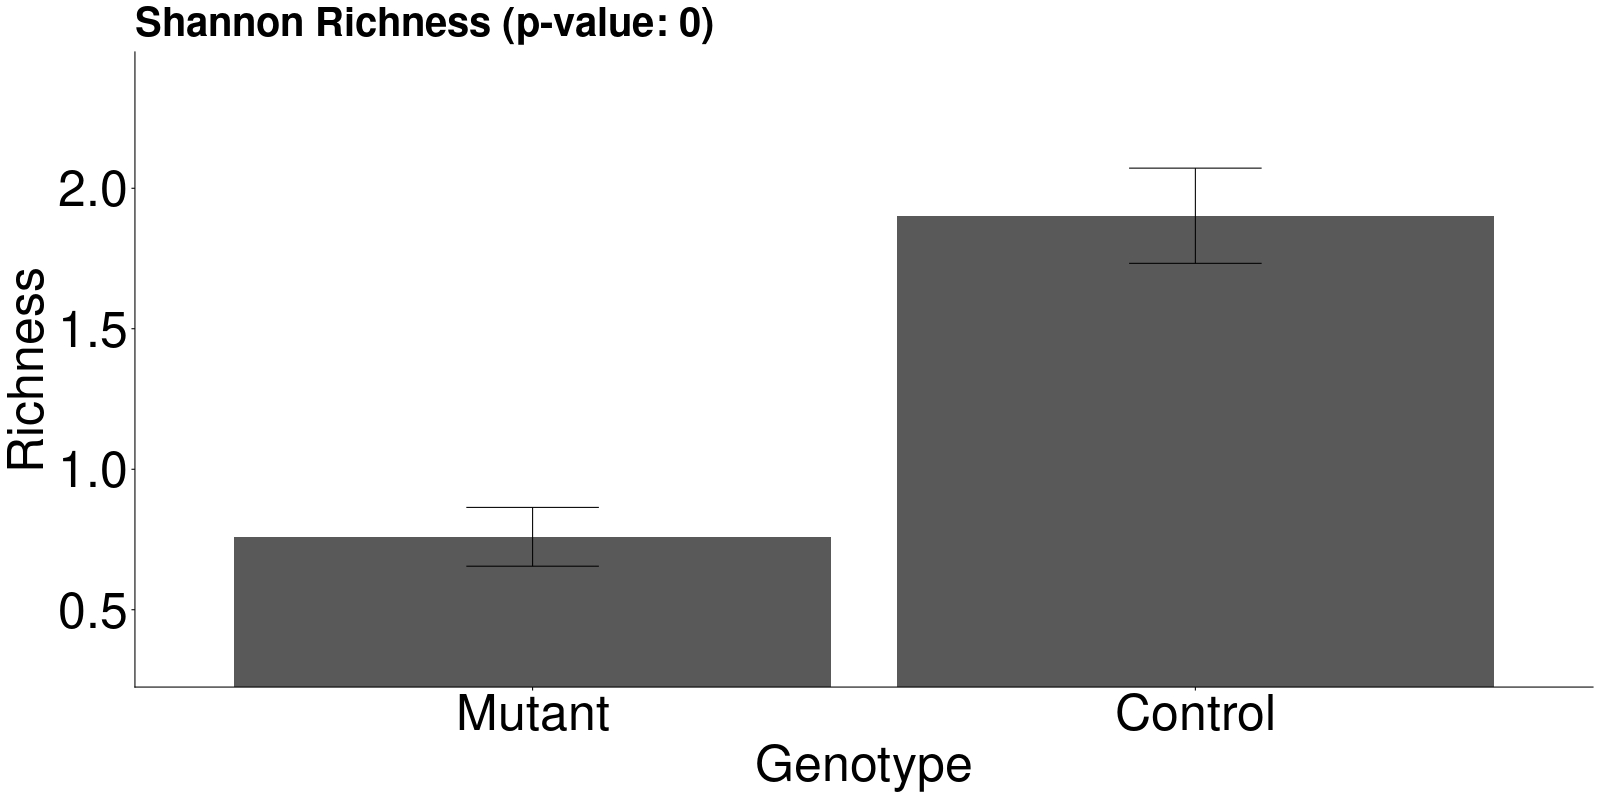 Shannon Richness (p-value: 0)
Richness
2.0
1.5
1.0
0.5
Mutant
Control
Genotype